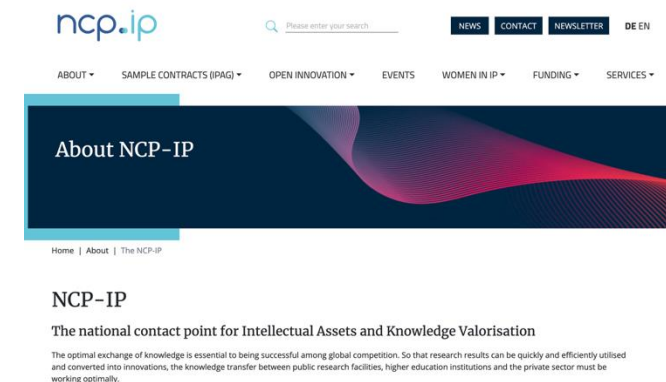 ncp.ip
Please enter your search
NEWS CONTACT NEWSLETTER DE EN
ABOUT SAMPLE CONTRACTS (IPAG) OPEN INNOVATION EVENTS WOMEN IN IP FUNDING SERVICES
About NCP-IP
Home | About | The NCP-IP
NCP-IP
The national contact point for Intellectual Assets and Knowledge Valorisation
The optimal exchange of knowledge is essential to being successful among global competition. So that research results can be quickly and efficiently utilised
and converted into innovations, the knowledge transfer between public research facilities, higher education institutions and the private sector must be
working optimally.